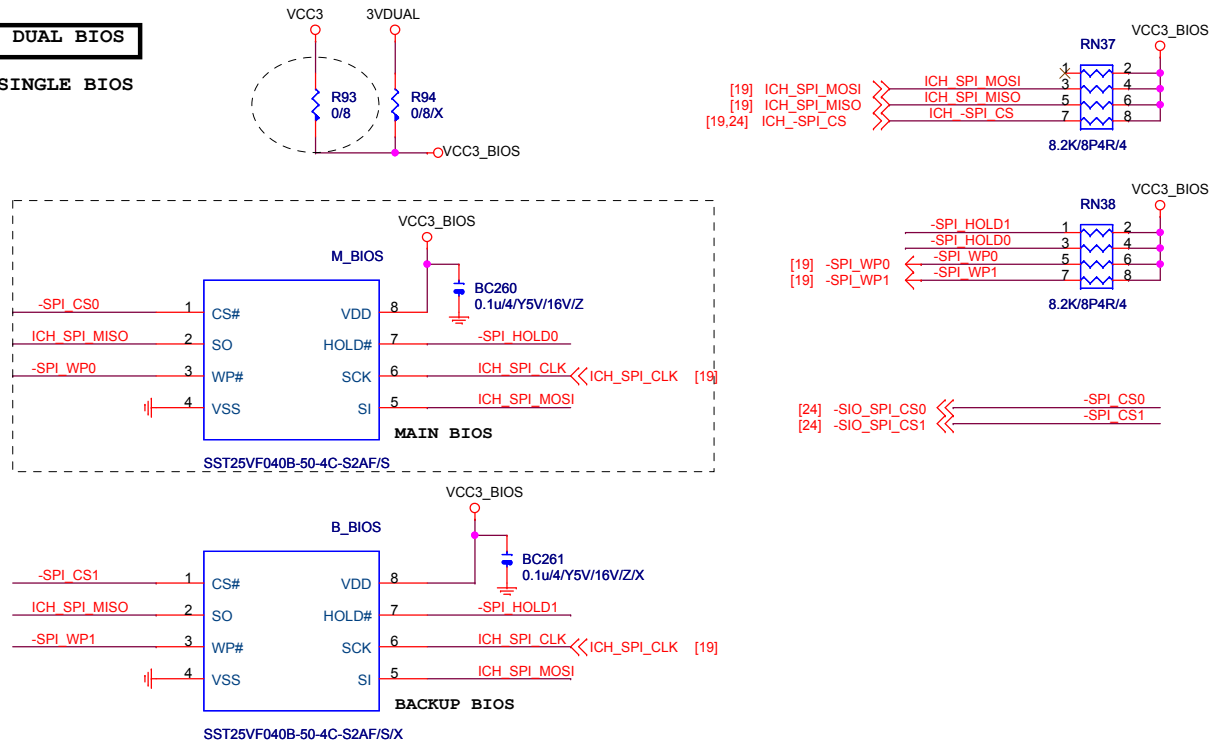 DUAL BIOS
SINGLE BIOS
VCC3
3VDUAL
R93
0/8
R94
0/8/X
VCC3_BIOS
VCC3_BIOS
RN37
1
2
[19] ICH_SPI_MOSI
ICH_SPI_MOSI
3
4
[19] ICH_SPI_MISO
ICH_SPI_MISO
5
6
[19,24] ICH_-SPI_CS
ICH_-SPI_CS
7
8
8.2K/8P4R/4
VCC3_BIOS
RN38
-SPI_HOLD1
1
2
-SPI_HOLD0
3
4
[19] -SPI_WP0
-SPI_WP0
5
6
[19] -SPI_WP1
-SPI_WP1
7
8
8.2K/8P4R/4
[24] -SIO_SPI_CS0
-SPI_CS0
[24] -SIO_SPI_CS1
-SPI_CS1
VCC3_BIOS
M_BIOS
BC260
0.1u/4/Y5V/16V/Z
-SPI_CS0
1
CS#
VDD
8
ICH_SPI_MISO
2
SO
HOLD#
7
-SPI_HOLD0
-SPI_WP0
3
WP#
SCK
6
ICH_SPI_CLK
ICH_SPI_CLK [19]
4
VSS
SI
5
ICH_SPI_MOSI
MAIN BIOS
SST25VF040B-50-4C-S2AF/S
VCC3_BIOS
B_BIOS
BC261
0.1u/4/Y5V/16V/Z/X
-SPI_CS1
1
CS#
VDD
8
ICH_SPI_MISO
2
SO
HOLD#
7
-SPI_HOLD1
-SPI_WP1
3
WP#
SCK
6
ICH_SPI_CLK
ICH_SPI_CLK [19]
4
VSS
SI
5
ICH_SPI_MOSI
BACKUP BIOS
SST25VF040B-50-4C-S2AF/S/X